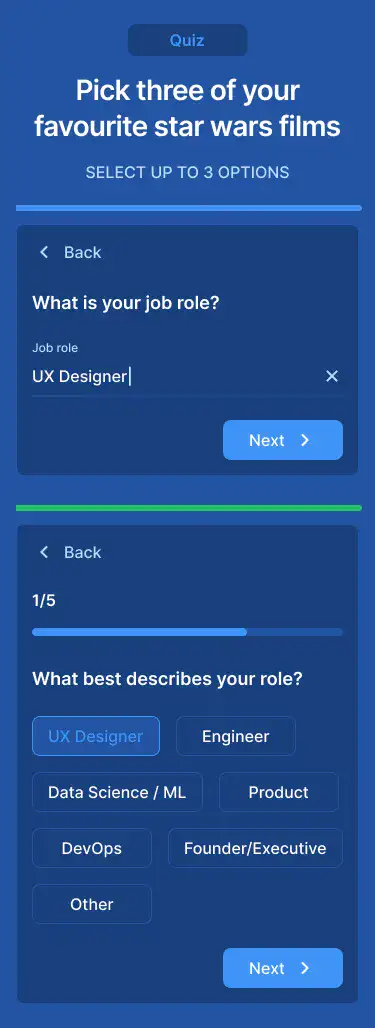 Quiz
Pick three of your
favourite star wars films
SELECT UP TO 3 OPTIONS
Back
What is your job role?
Job role
UX Designer
Next
Back
1/5
What best describes your role?
UX Designer
Engineer
Data Science / ML
Product
DevOps
Founder/Executive
Other
Next